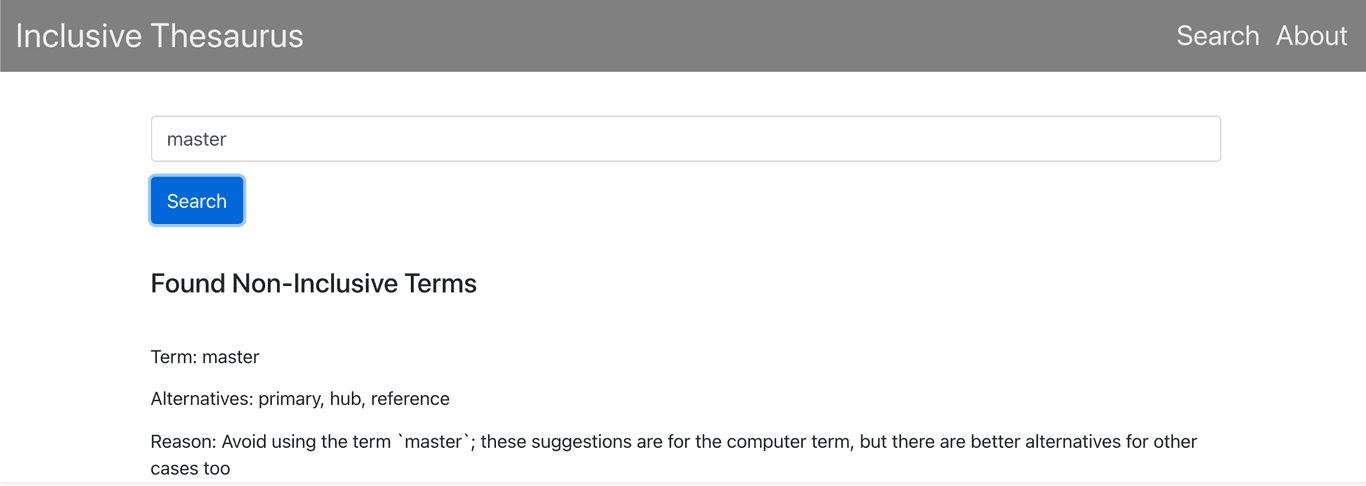 Inclusive Thesaurus
Search About
master
Search
Found Non-Inclusive Terms
Term: master
Alternatives: primary, hub, reference
Reason: Avoid using the term `master`; these suggestions are for the computer term, but there are better alternatives for other
cases too